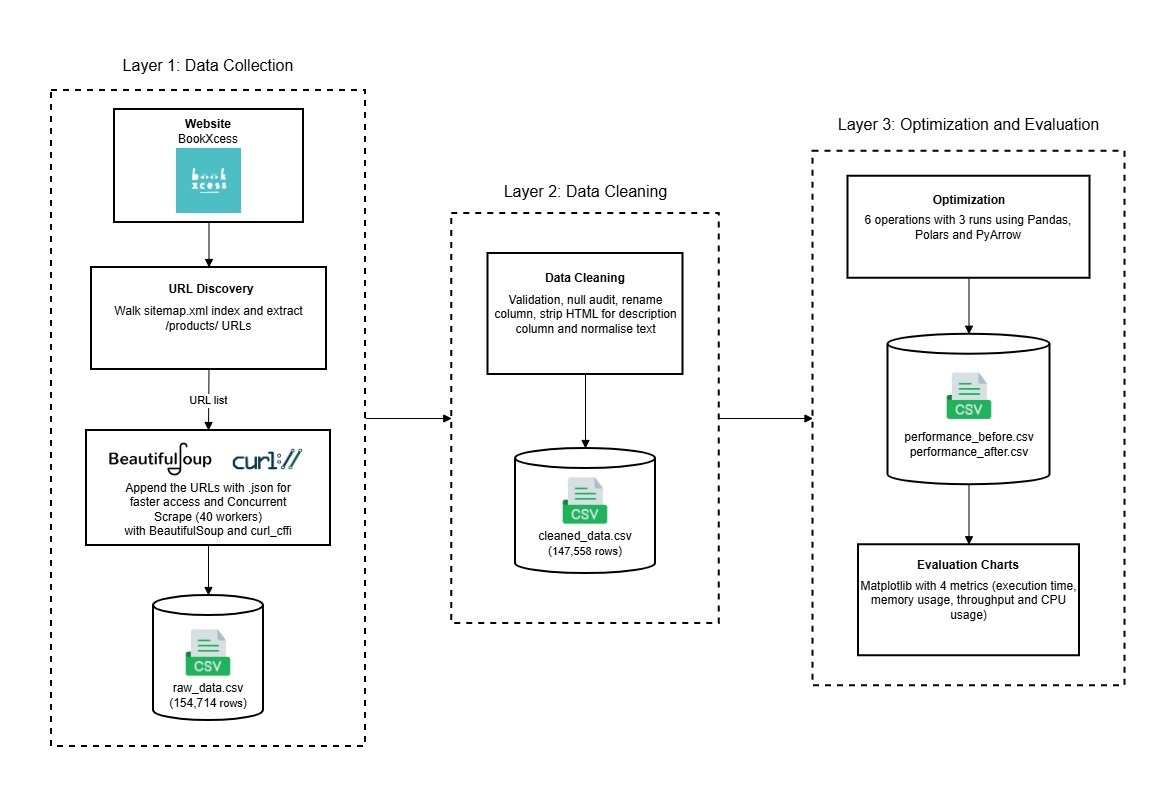 Layer 1: Data Collection
Website
BookXcess
book
xcess
URL Discovery
Walk sitemap.xml index and extract
/products/ URLs
URL list
BeautifulSoup
curl://
Append the URLs with .json for
faster access and Concurrent
Scrape (40 workers)
with BeautifulSoup and curl_cffi
CSV
raw_data.csv
(154,714 rows)
Layer 2: Data Cleaning
Data Cleaning
Validation, null audit, rename
column, strip HTML for description
column and normalise text
CSV
cleaned_data.csv
(147,558 rows)
Layer 3: Optimization and Evaluation
Optimization
6 operations with 3 runs using Pandas,
Polars and PyArrow
CSV
performance_before.csv
performance_after.csv
Evaluation Charts
Matplotlib with 4 metrics (execution time,
memory usage, throughput and CPU
usage)